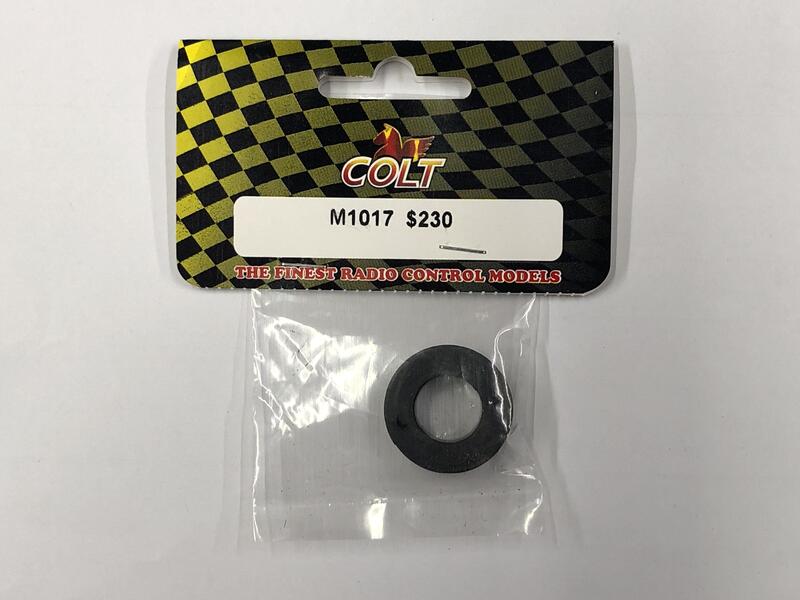 COLT
M1017 $230
THE FINEST RADIO CONTROL MODELS